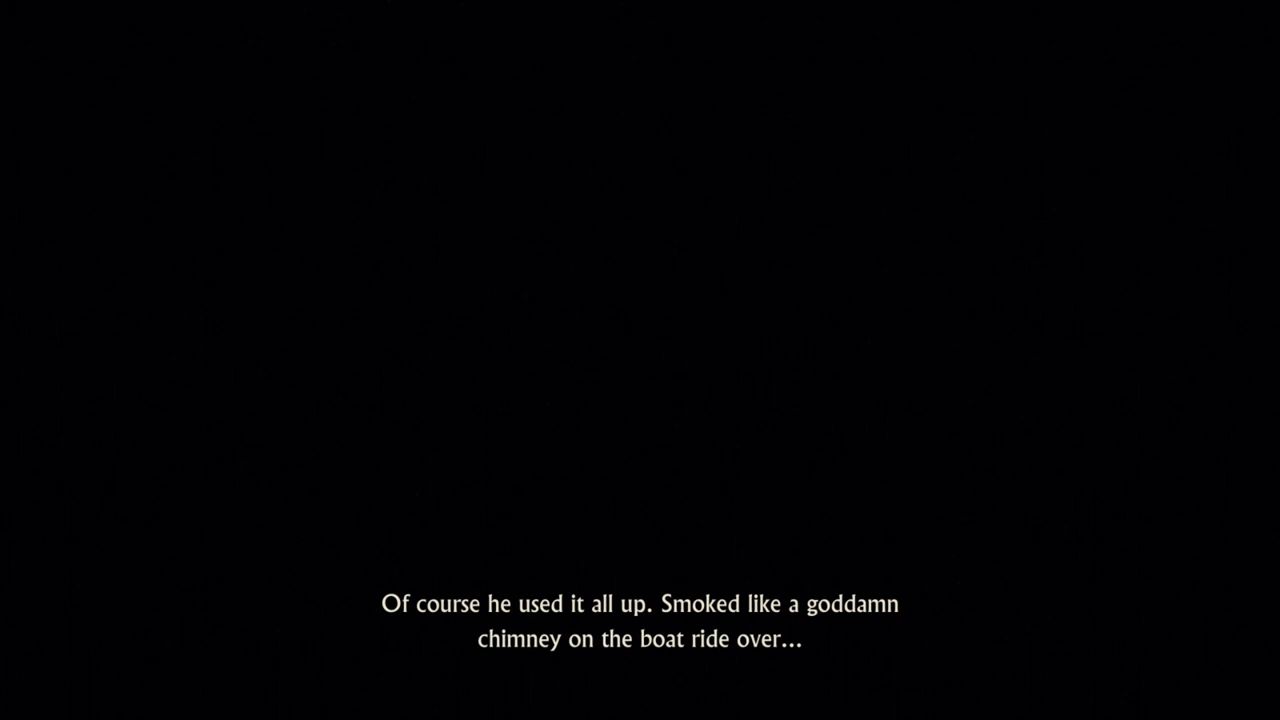 Of course he used it all up. Smoked like a goddamn
chimney on the boat ride over...